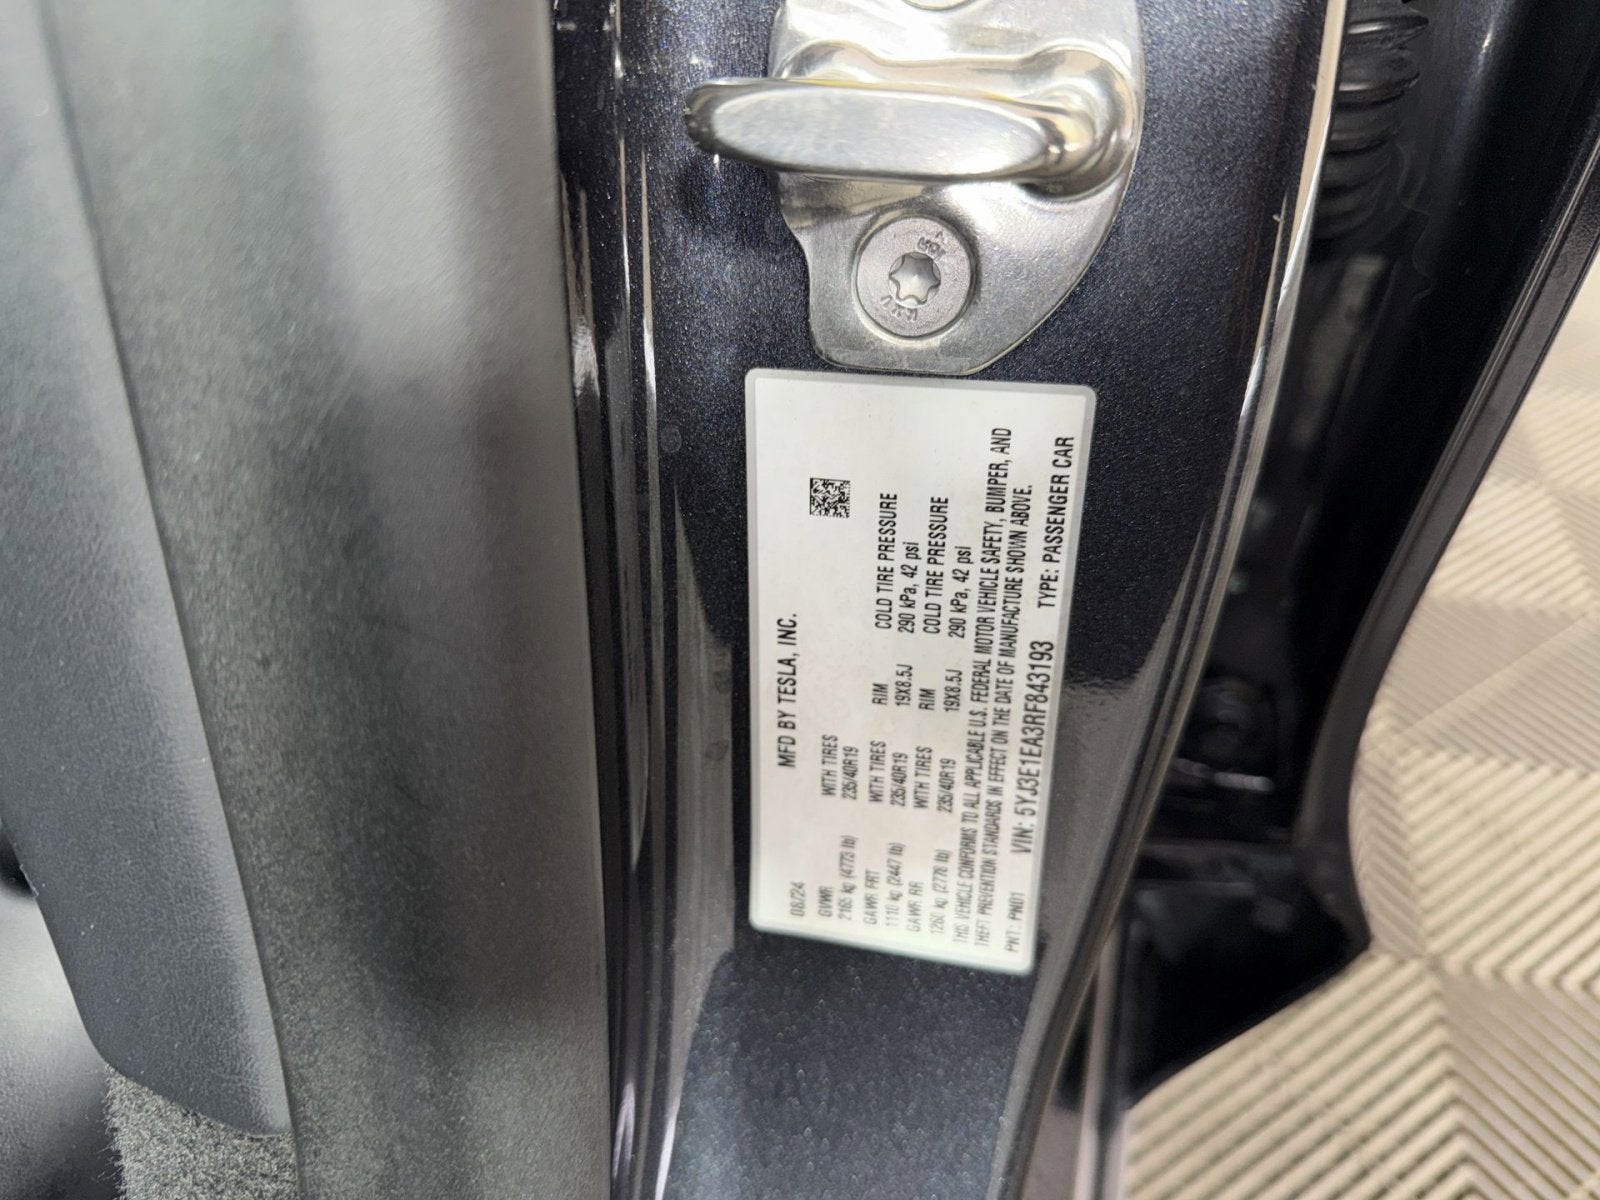 MFD BY TESLA, INC.
08/24
GVWR WITH TIRES
2165 kg (4773 lb) 235/40R19
GAWR FRT WITH TIRES RIM COLD TIRE PRESSURE
1110 kg (2447 lb) 235/40R19 19X8.5J 290 kPa, 42 psi
GAWR RR WITH TIRES RIM COLD TIRE PRESSURE
1260 kg (2778 lb) 235/40R19 19X8.5J 290 kPa, 42 psi
THIS VEHICLE CONFORMS TO ALL APPLICABLE U.S. FEDERAL MOTOR VEHICLE SAFETY, BUMPER, AND
THEFT PREVENTION STANDARDS IN EFFECT ON THE DATE OF MANUFACTURE SHOWN ABOVE.
PNT: PN01 VIN: 5YJ3E1EA3RF843193 TYPE: PASSENGER CAR